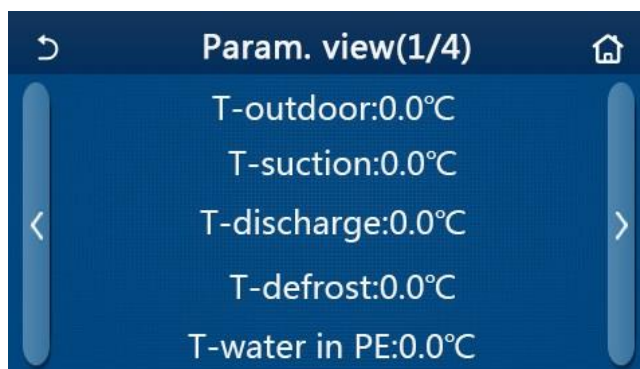 Param. view(1/4)
T-outdoor:0.0℃
T-suction:0.0℃
T-discharge:0.0℃
T-defrost:0.0℃
T-water in PE:0.0℃